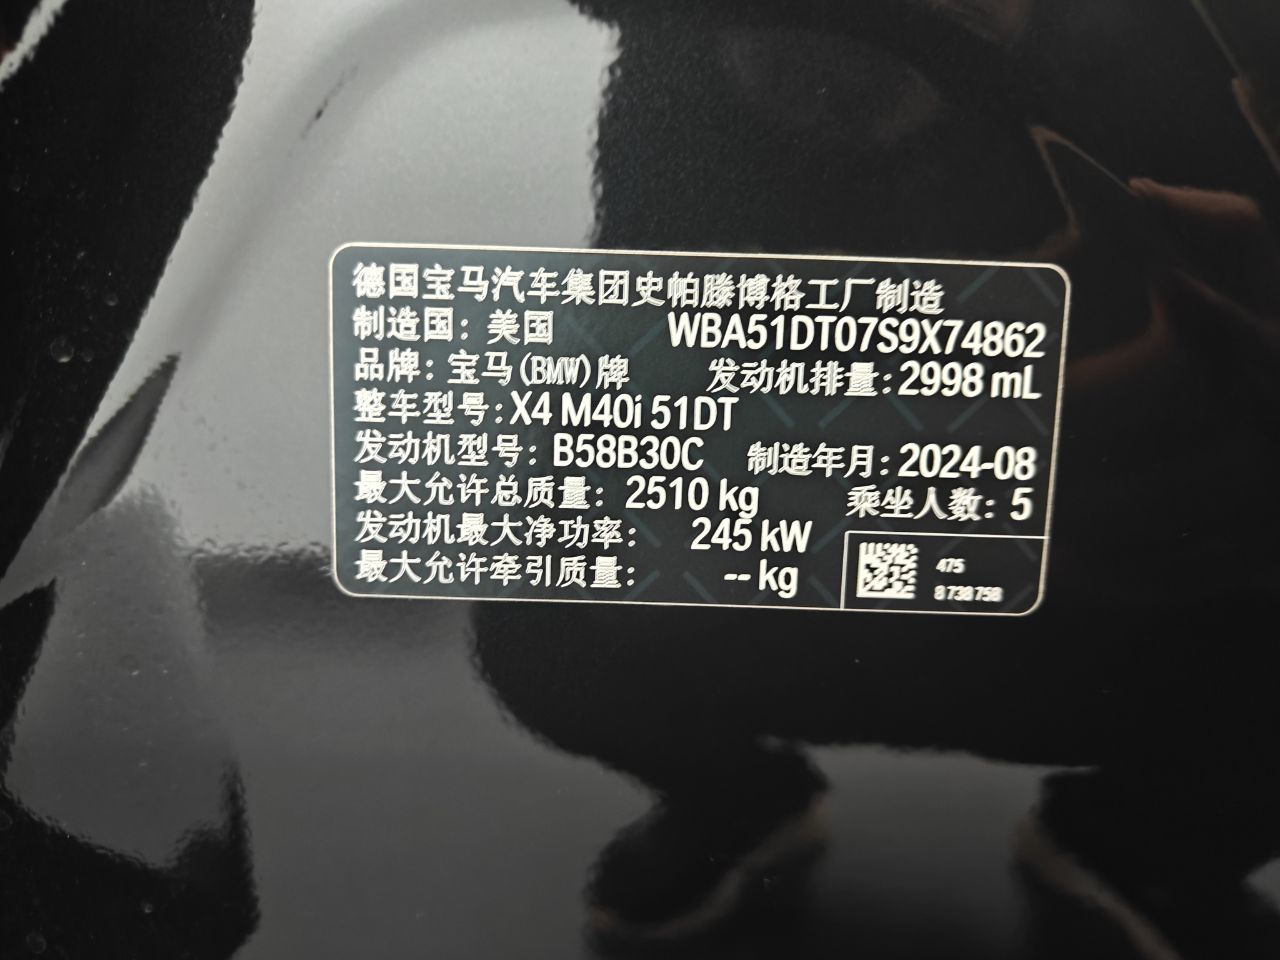 德国宝马汽车集团史帕滕博格工厂制造
制造国：美国 WBA51DT07S9X74862
品牌：宝马(BMW)牌 发动机排量：2998 mL
整车型号：X4 M40i 51DT
发动机型号：B58B30C 制造年月：2024-08
最大允许总质量：2510 kg 乘坐人数：5
发动机最大净功率：245 kW
最大允许牵引质量：-- kg
475
8738758